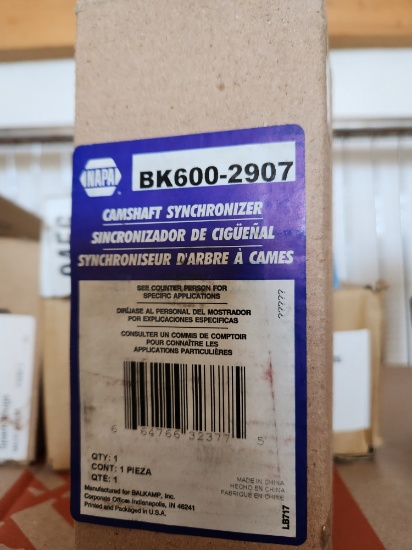 NAPA
BK600-2907
CAMSHAFT SYNCHRONIZER
SINCRONIZADOR DE CIGÜEÑAL
SYNCHRONISEUR D'ARBRE À CAMES
SEE COUNTER PERSON FOR
SPECIFIC APPLICATIONS
DIRÍJASE AL PERSONAL DEL MOSTRADOR
POR EXPLICACIONES ESPECIFICAS
CONSULTER UN COMMIS DE COMPTOIR
POUR CONNAÎTRE LES
APPLICATIONS PARTICULIÈRES
??????
6 64766 32377 5
QTY: 1
CONT: 1 PIEZA
QTE: 1
MADE IN CHINA
HECHO EN CHINA
FABRIQUE EN CHINE
Manufactured for BALKAMP, Inc.
Corporate Offices: Indianapolis, IN 46241
Printed and Packaged in U.S.A.
LB717